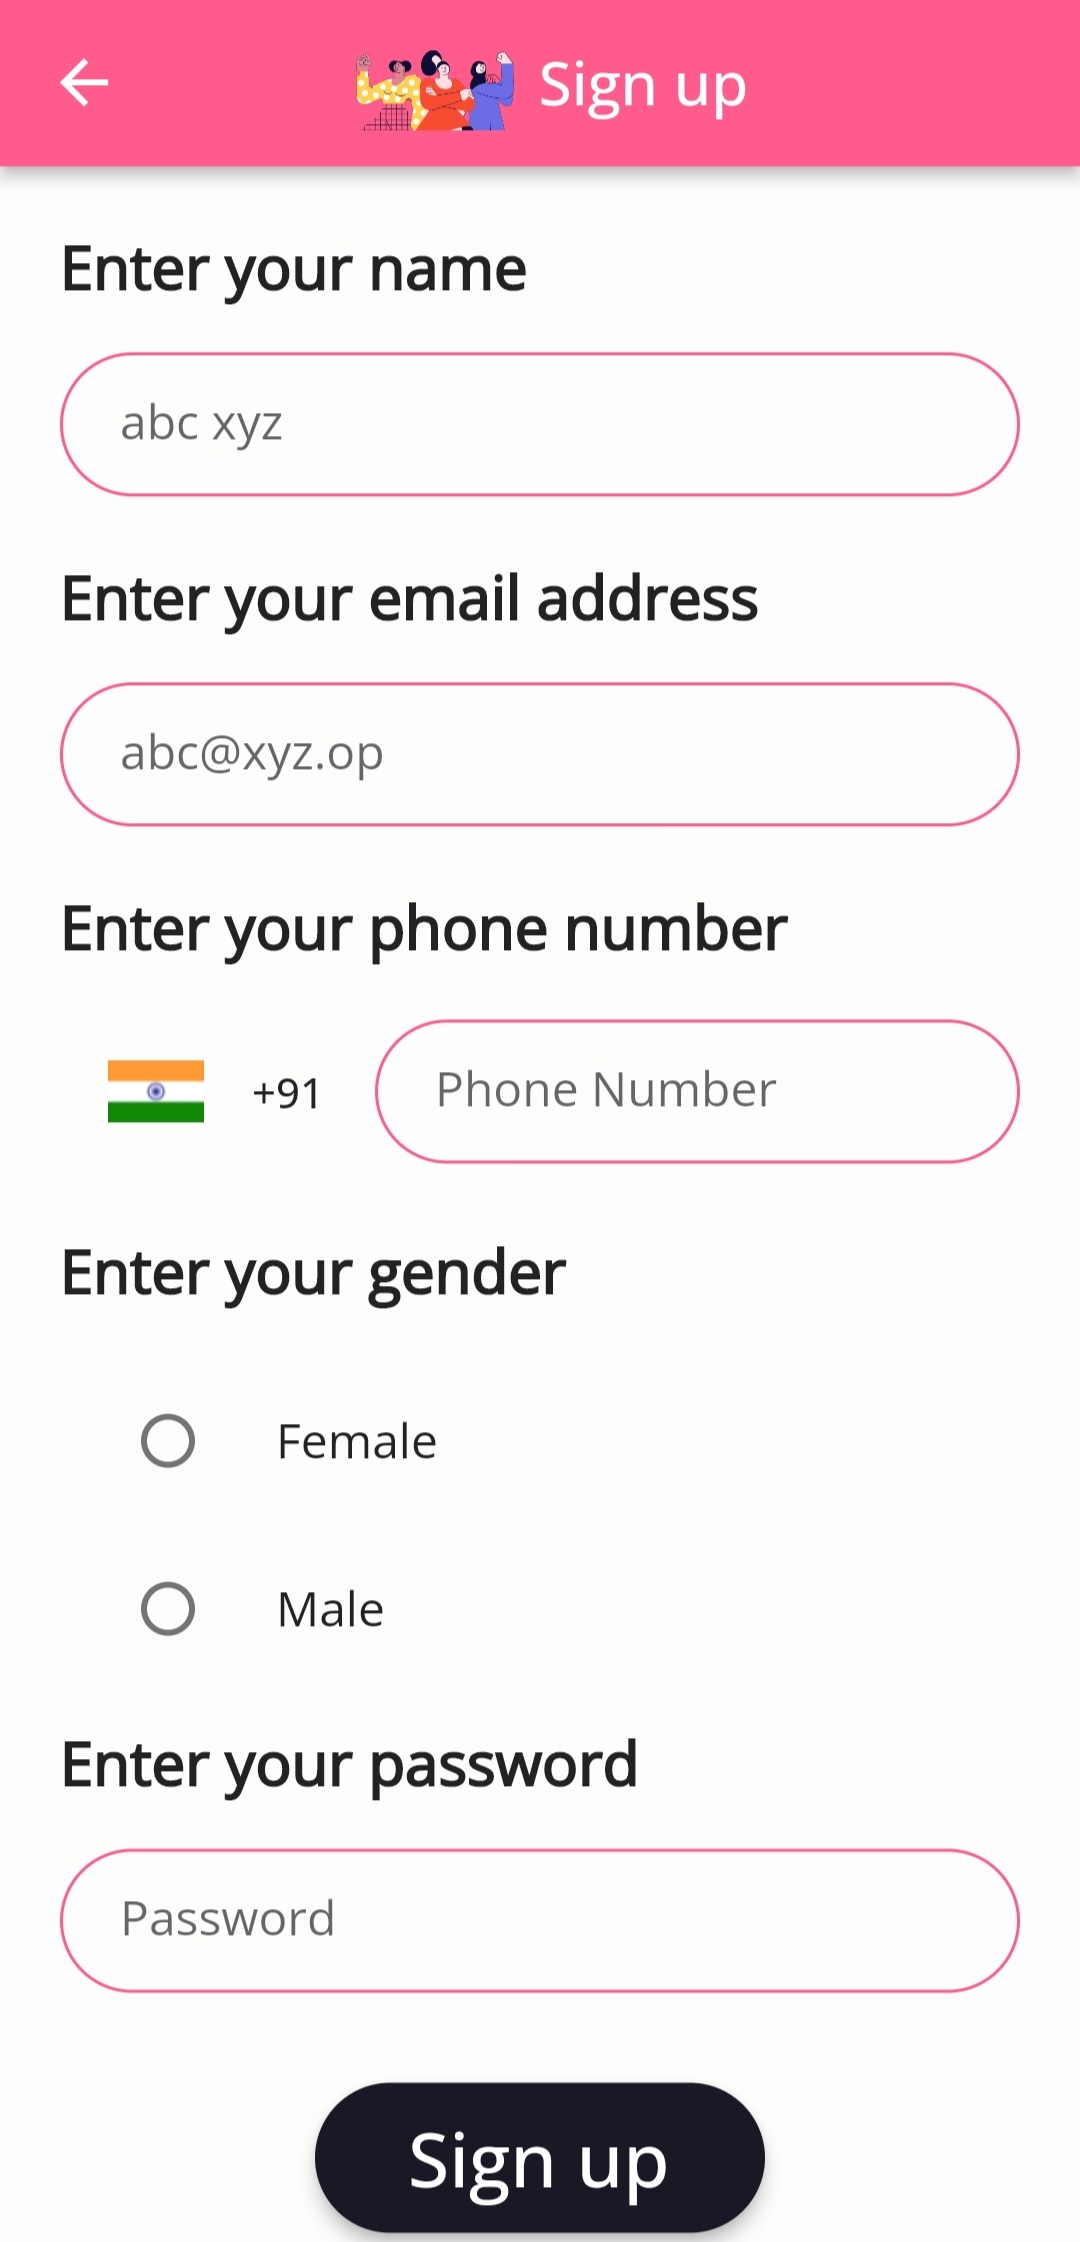 Sign up
Enter your name
abc xyz
Enter your email address
abc@xyz.op
Enter your phone number
+91 Phone Number
Enter your gender
Female
Male
Enter your password
Password
Sign up